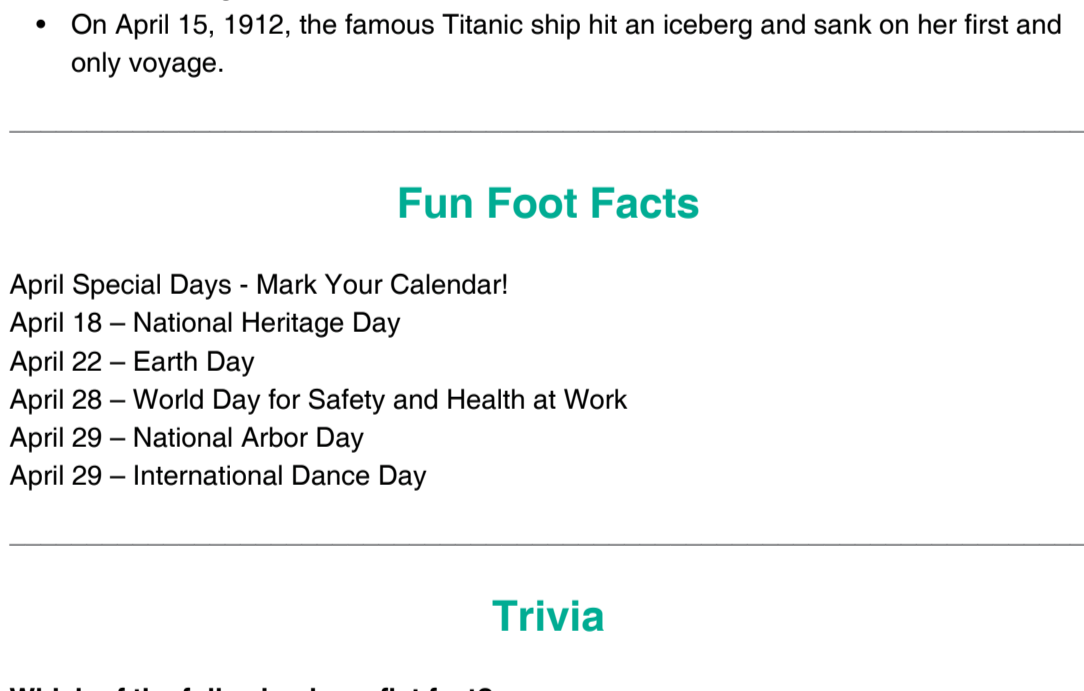 • On April 15, 1912, the famous Titanic ship hit an iceberg and sank on her first and
only voyage.
Fun Foot Facts
April Special Days - Mark Your Calendar!
April 18 – National Heritage Day
April 22 – Earth Day
April 28 – World Day for Safety and Health at Work
April 29 – National Arbor Day
April 29 – International Dance Day
Trivia